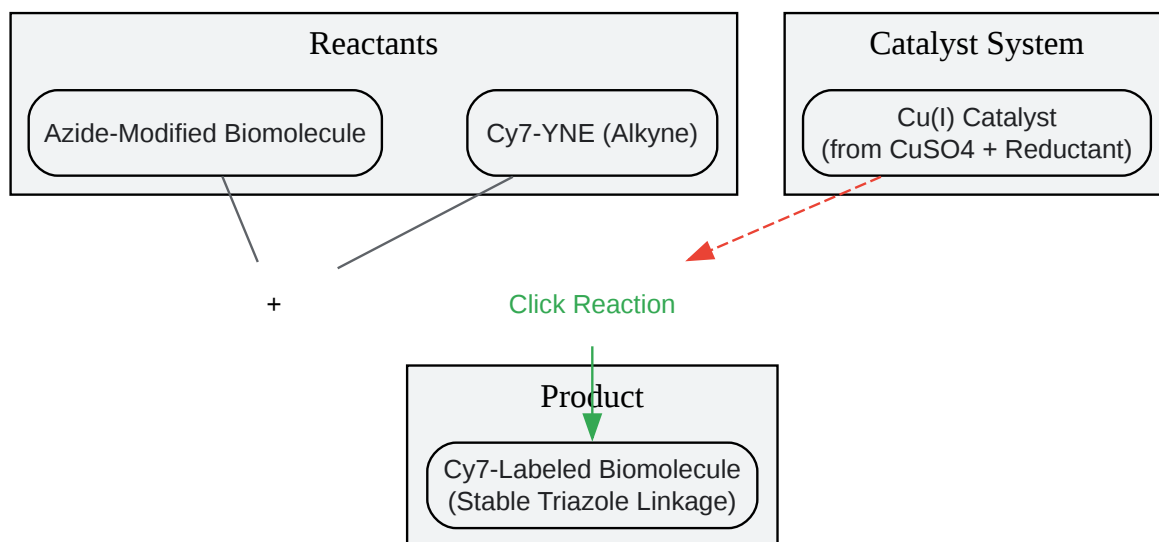 Reactants
Azide-Modified Biomolecule
Cy7-YNE (Alkyne)
Catalyst System
Cu(I) Catalyst
(from CuSO4 + Reductant)
+
Click Reaction
Product
Cy7-Labeled Biomolecule
(Stable Triazole Linkage)